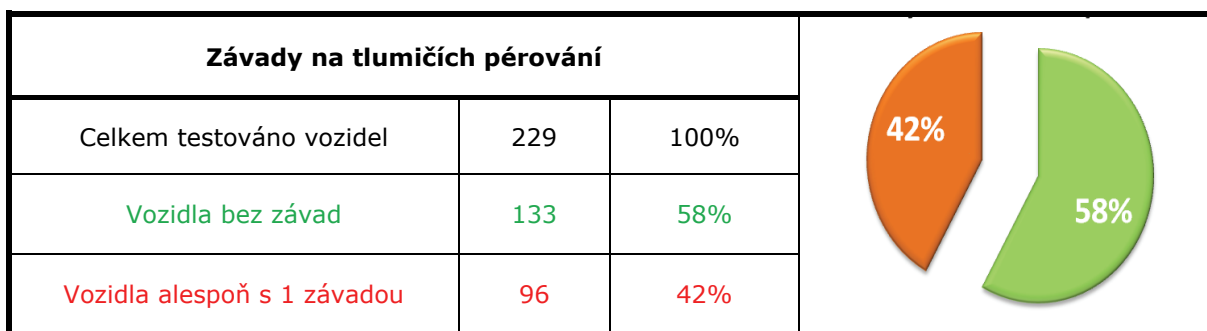 Závady na tlumičích pérování
Celkem testováno vozidel 229 100%
Vozidla bez závad 133 58%
Vozidla alespoň s 1 závadou 96 42%
42%
58%